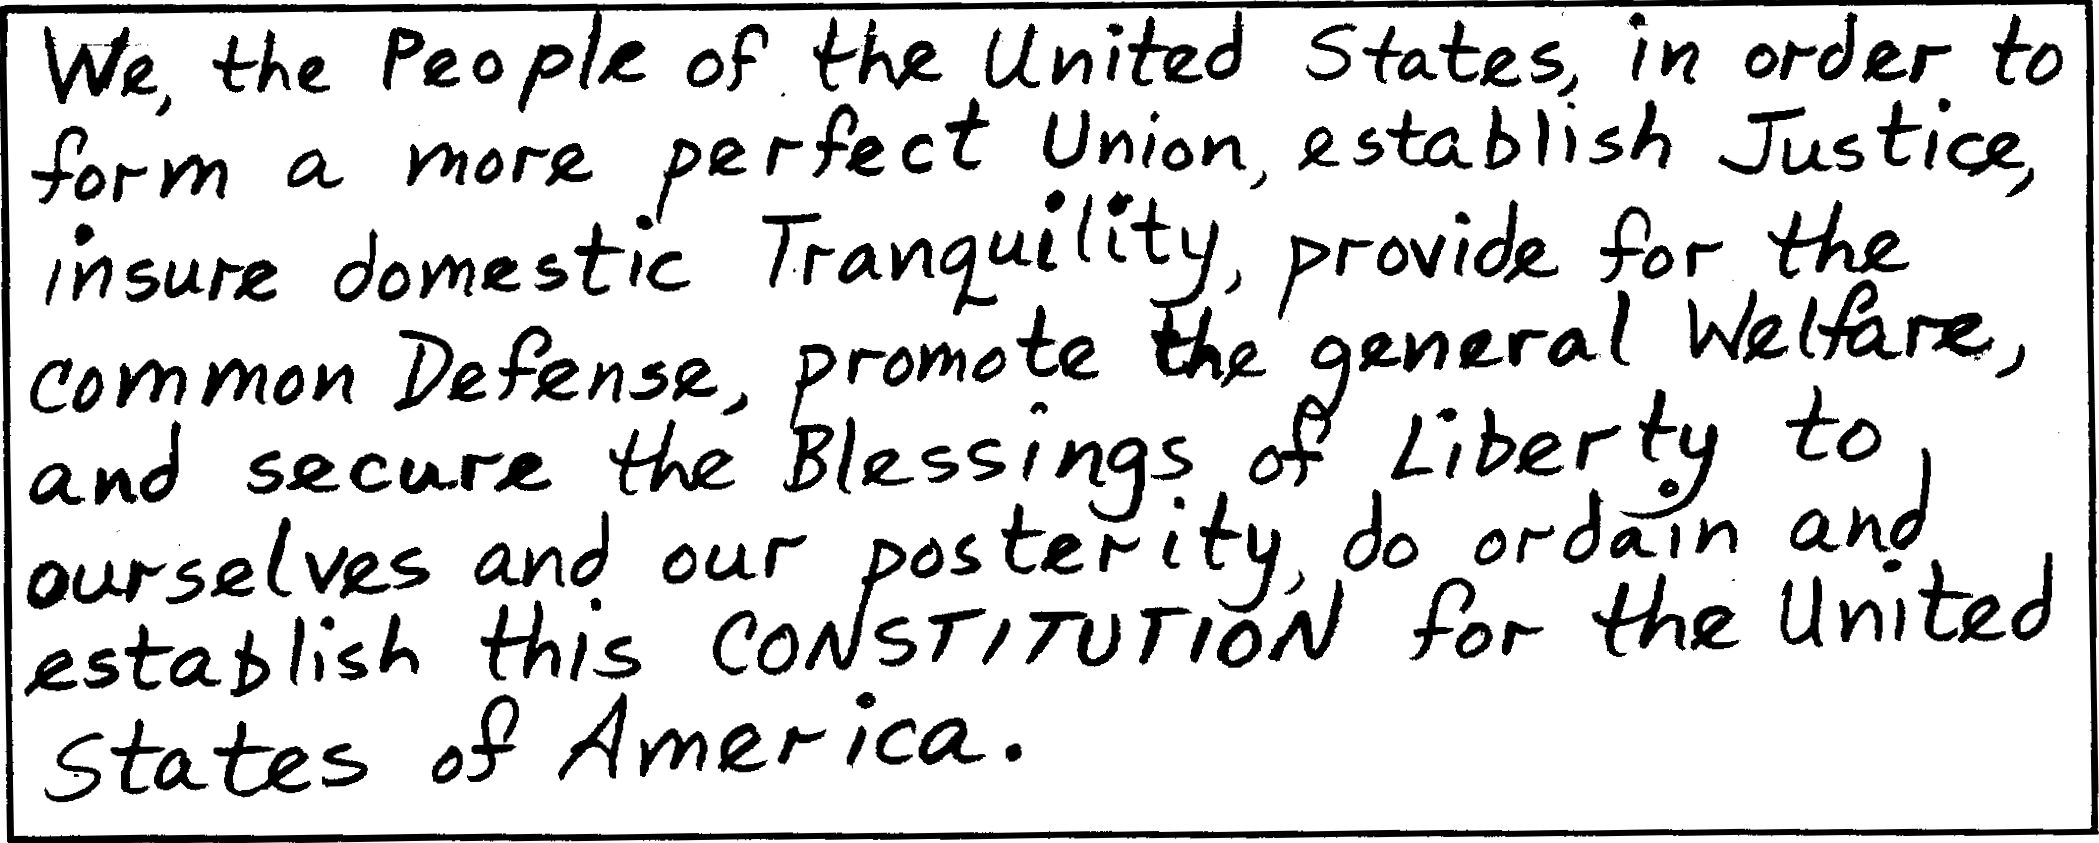 We, the People of the United States, in order to
form a more perfect Union, establish Justice,
insure domestic Tranquility, provide for the
common Defense, promote the general Welfare,
and secure the Blessings of Liberty to
ourselves and our posterity, do ordain and
establish this CONSTITUTION for the United
States of America.